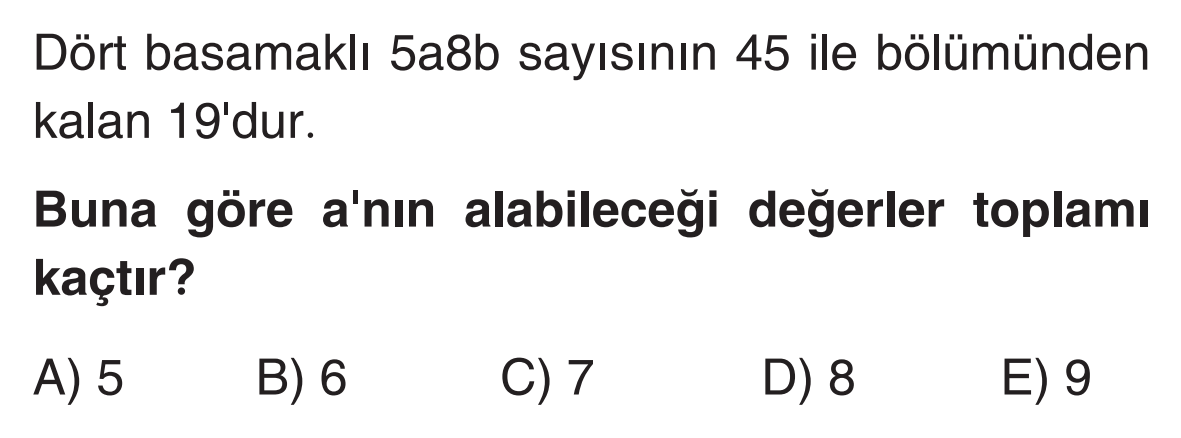 Dört basamaklı 5a8b sayısının 45 ile bölümünden
kalan 19'dur.
Buna göre a'nın alabileceği değerler toplamı
kaçtır?
A) 5 B) 6 C) 7 D) 8 E) 9